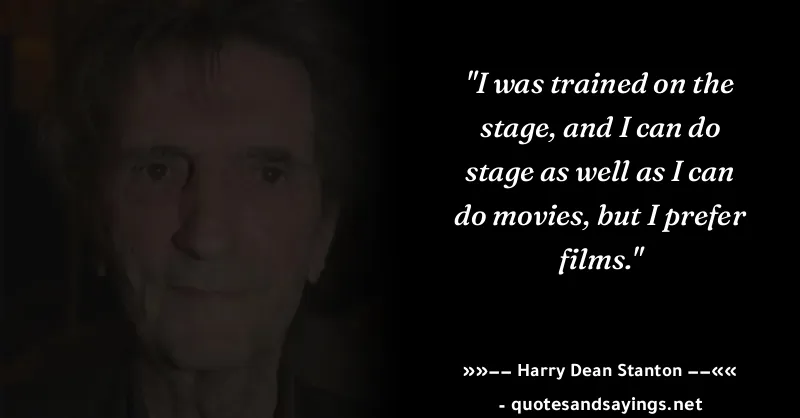 "I was trained on the
stage, and I can do
stage as well as I can
do movies, but I prefer
films."
»»–– Harry Dean Stanton ––««
- quotesandsayings.net